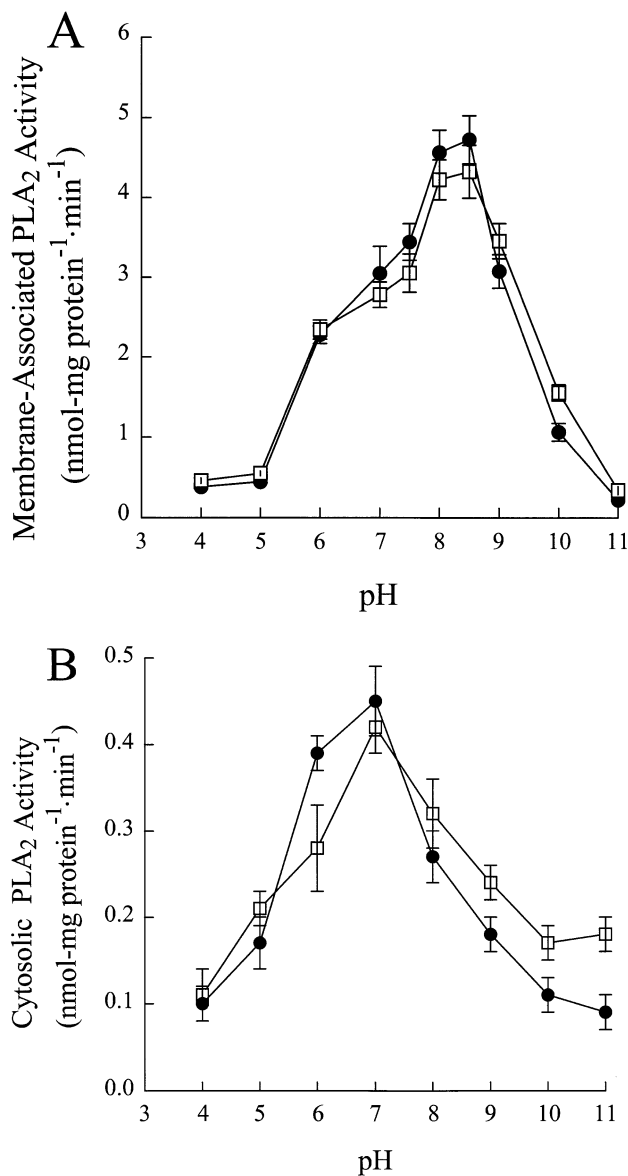 A
Membrane-Associated PLA2 Activity
(nmol-mg protein-1·min-1)
6
5
4
3
2
1
0
3 4 5 6 7 8 9 10 11
pH
B
Cytosolic PLA2 Activity
(nmol-mg protein-1·min-1)
0.5
0.4
0.3
0.2
0.1
0.0
3 4 5 6 7 8 9 10 11
pH